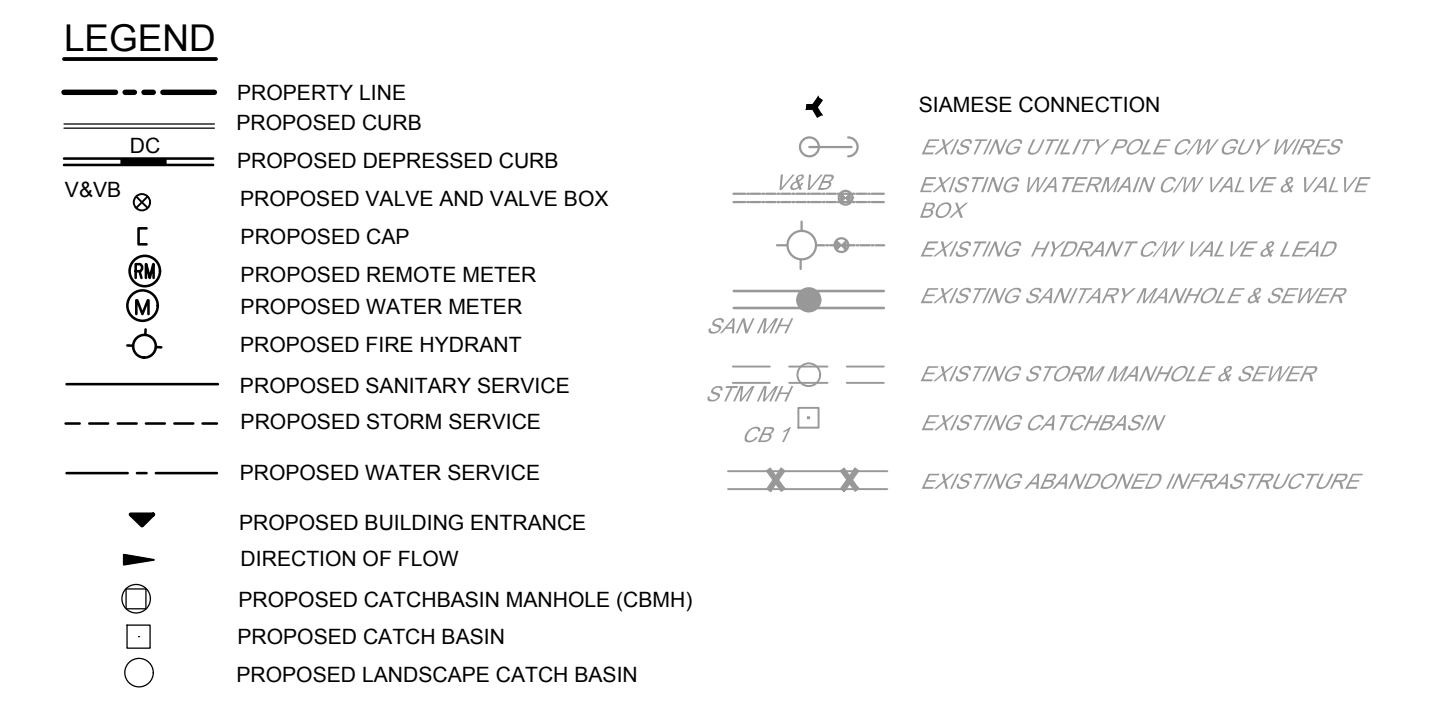 LEGEND
PROPERTY LINE
PROPOSED CURB
DC
PROPOSED DEPRESSED CURB
V&VB
PROPOSED VALVE AND VALVE BOX
PROPOSED CAP
RM
PROPOSED REMOTE METER
M
PROPOSED WATER METER
PROPOSED FIRE HYDRANT
PROPOSED SANITARY SERVICE
PROPOSED STORM SERVICE
PROPOSED WATER SERVICE
PROPOSED BUILDING ENTRANCE
DIRECTION OF FLOW
PROPOSED CATCHBASIN MANHOLE (CBMH)
PROPOSED CATCH BASIN
PROPOSED LANDSCAPE CATCH BASIN
SIAMESE CONNECTION
EXISTING UTILITY POLE C/W GUY WIRES
V&VB
EXISTING WATERMAIN C/W VALVE & VALVE
BOX
EXISTING HYDRANT C/W VALVE & LEAD
EXISTING SANITARY MANHOLE & SEWER
SAN MH
EXISTING STORM MANHOLE & SEWER
STM MH
EXISTING CATCHBASIN
CB 1
EXISTING ABANDONED INFRASTRUCTURE